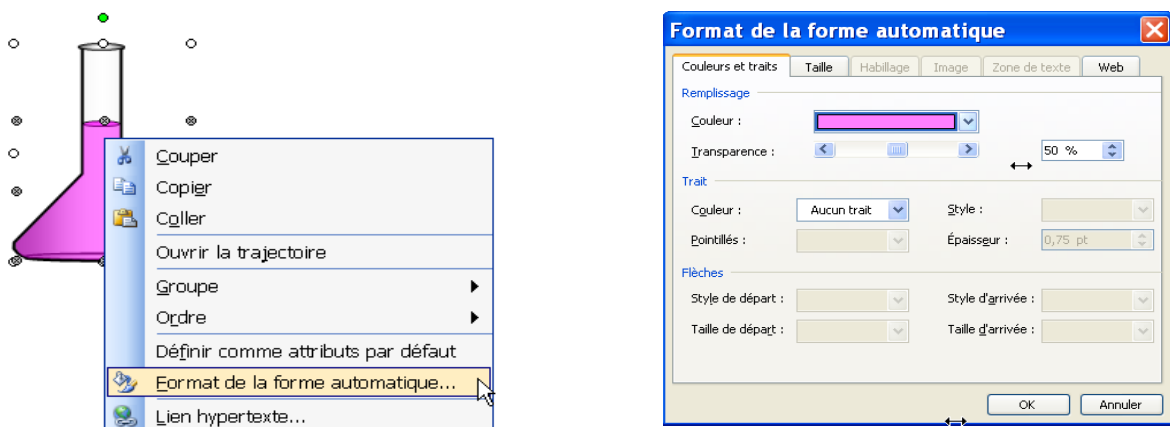 Couper
Copier
Coller
Ouvrir la trajectoire
Groupe
Ordre
Définir comme attributs par défaut
Format de la forme automatique...
Lien hypertexte...
Format de la forme automatique
Couleurs et traits Taille Habillage Image Zone de texte Web
Remplissage
Couleur :
Transparence : 50 %
Trait
Couleur : Aucun trait Style :
Pointillés : Épaisseur : 0,75 pt
Flèches
Style de départ : Style d'arrivée :
Taille de départ : Taille d'arrivée :
OK Annuler